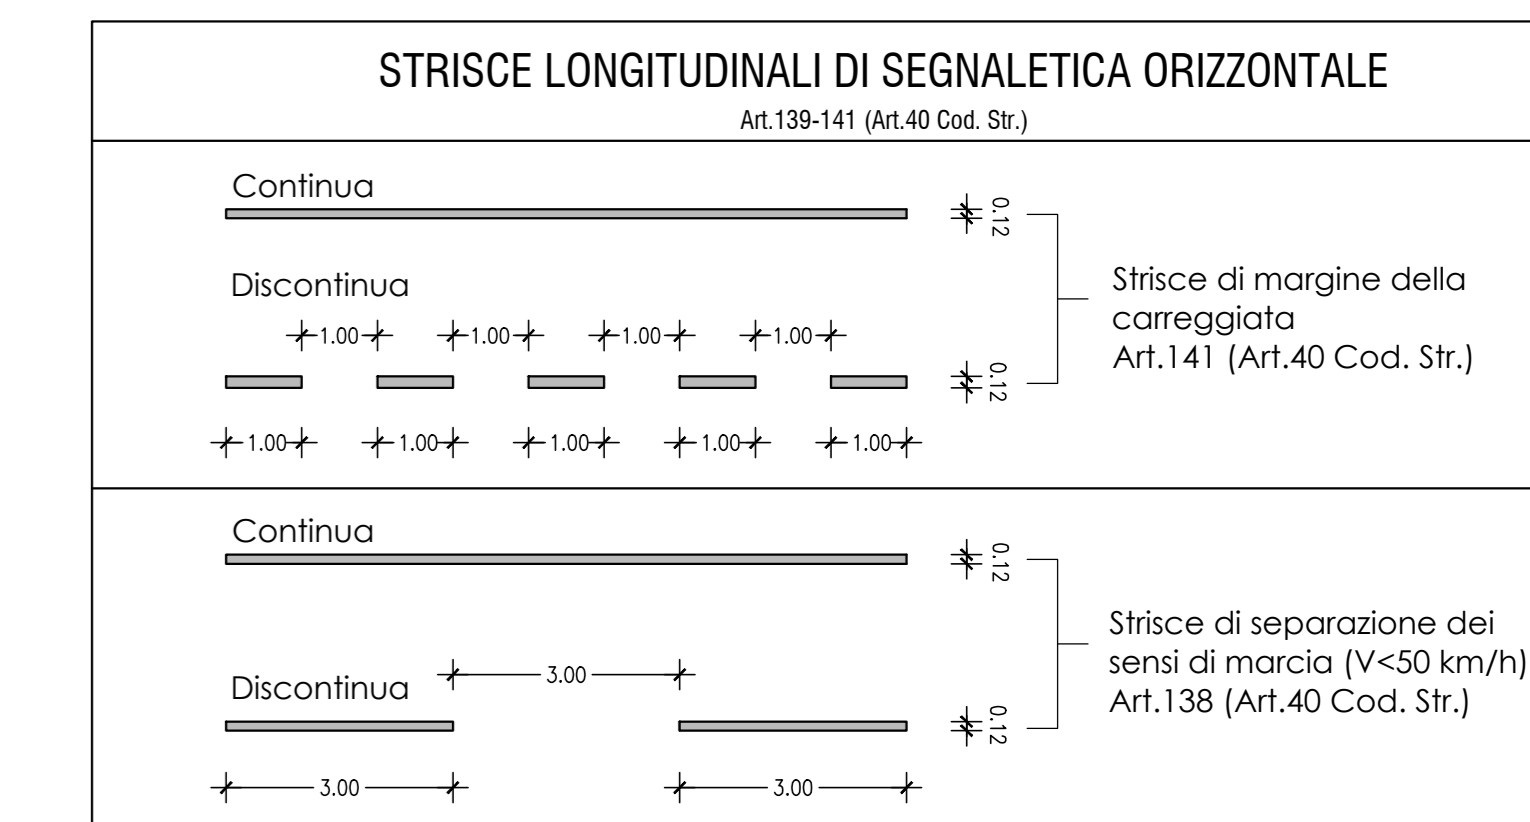 STRISCE LONGITUDINALI DI SEGNALETICA ORIZZONTALE
Art.139-141 (Art.40 Cod. Str.)
Continua
0.12
Discontinua
1.00 1.00 1.00 1.00
0.12
1.00 1.00 1.00 1.00 1.00
Strisce di margine della
carreggiata
Art.141 (Art.40 Cod. Str.)
Continua
0.12
Discontinua
3.00
0.12
3.00 3.00
Strisce di separazione dei
sensi di marcia (V<50 km/h)
Art.138 (Art.40 Cod. Str.)